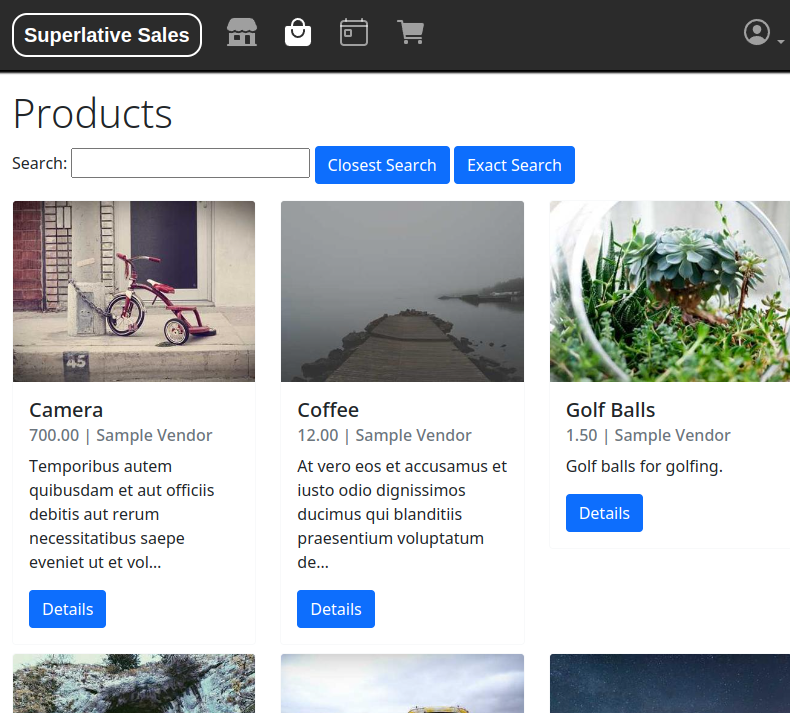 Superlative Sales
Products
Search:
Closest Search
Exact Search
45
Camera
700.00 | Sample Vendor
Temporibus autem
quibusdam et aut officiis
debitis aut rerum
necessitatibus saepe
eveniet ut et vol...
Details
Coffee
12.00 | Sample Vendor
At vero eos et accusamus et
iusto odio dignissimos
ducimus qui blanditiis
praesentium voluptatum
de...
Details
Golf Balls
1.50 | Sample Vendor
Golf balls for golfing.
Details